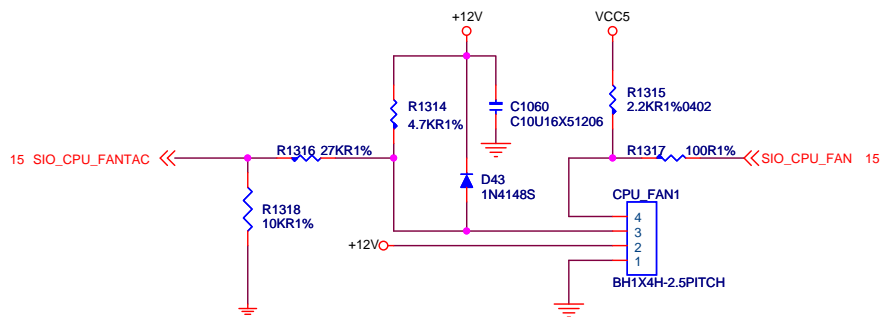 +12V
VCC5
R1314
4.7KR1%
C1060
C10U16X51206
R1315
2.2KR1%0402
15 SIO_CPU_FANTAC
R1316 27KR1%
R1317 100R1%
SIO_CPU_FAN 15
D43
1N4148S
R1318
10KR1%
CPU_FAN1
4
3
+12V
2
1
BH1X4H-2.5PITCH